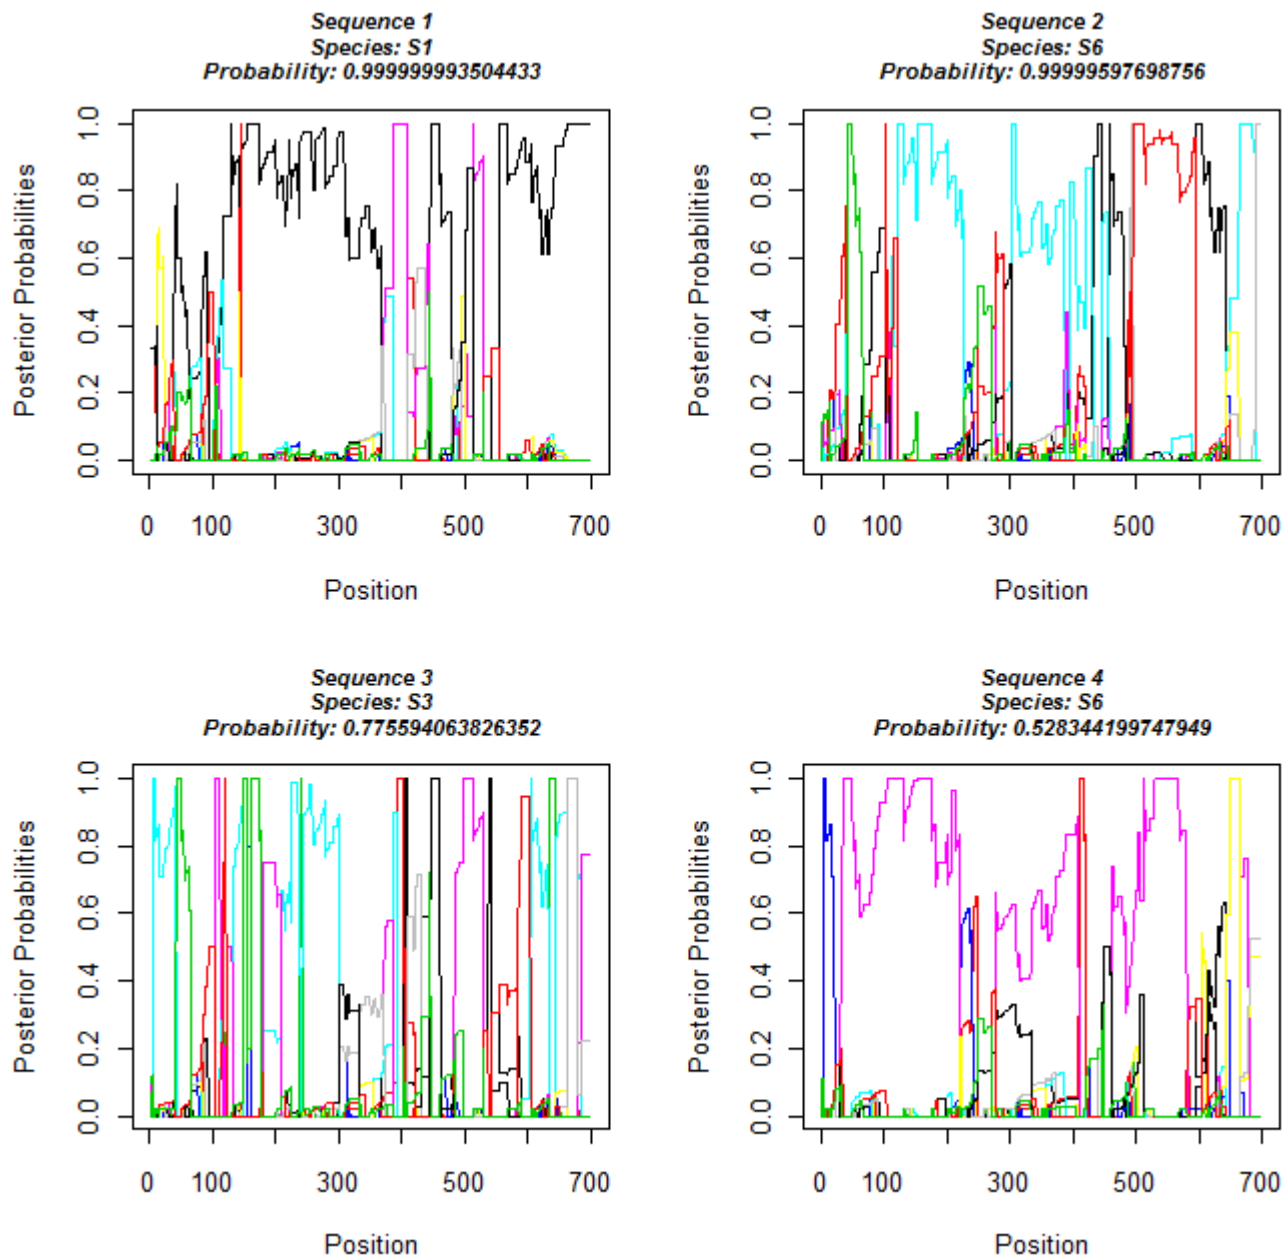 Sequence 1
Species: S1
Probability: 0.999999993504433
Posterior Probabilities
0.0 0.2 0.4 0.6 0.8 1.0
0 100 300 500 700
Position
Sequence 2
Species: S6
Probability: 0.99999597698756
Posterior Probabilities
0.0 0.2 0.4 0.6 0.8 1.0
0 100 300 500 700
Position
Sequence 3
Species: S3
Probability: 0.775594063826352
Posterior Probabilities
0.0 0.2 0.4 0.6 0.8 1.0
0 100 300 500 700
Position
Sequence 4
Species: S6
Probability: 0.528344199747949
Posterior Probabilities
0.0 0.2 0.4 0.6 0.8 1.0
0 100 300 500 700
Position